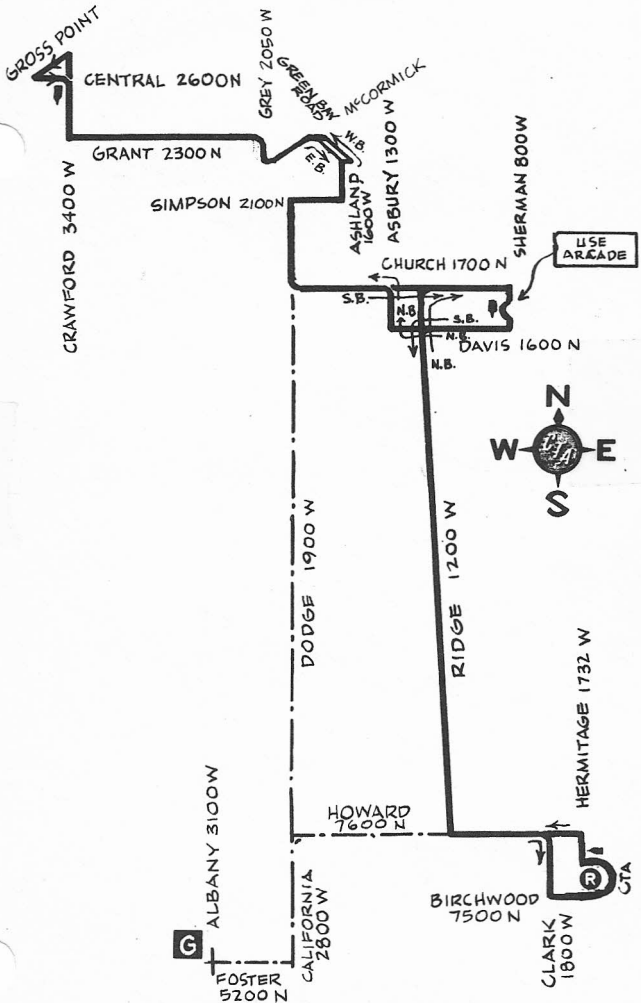 GROSS POINT
CENTRAL 2600N
GREY 2050 W
GREEN BAY
ROAD
McCORMICK
W.B.
E.B.
GRANT 2300 N
CRAWFORD 3400 W
SIMPSON 2100N
ASHLAND
1600W
ASBURY 1300 W
SHERMAN 800W
USE
ARCADE
CHURCH 1700 N
S.B.
N.B.
S.B.
N.B.
N.B.
DAVIS 1600 N
N
W
E
S
CTA
DODGE 1900 W
RIDGE 1200 W
HERMITAGE 1732 W
HOWARD
7600 N
ALBANY 3100W
CALIFORNIA
2800 W
BIRCHWOOD
7500 N
R
CTA
CLARK
1800W
G
FOSTER
5200 N